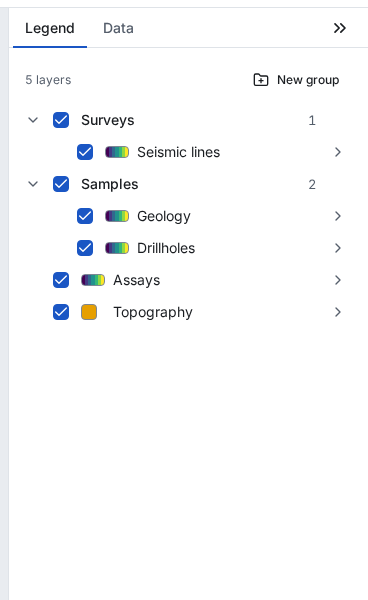 Legend Data
5 layers New group
Surveys 1
Seismic lines
Samples 2
Geology
Drillholes
Assays
Topography